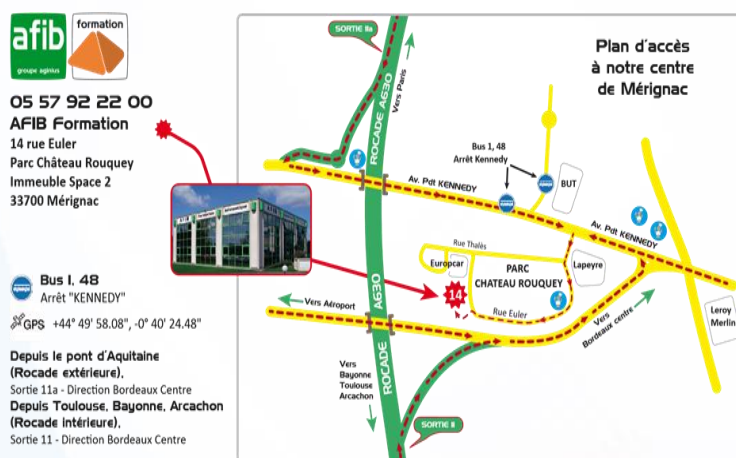 afib
groupe aginius
formation
05 57 92 22 00
AFIB Formation
14 rue Euler
Parc Château Rouquey
Immeuble Space 2
33700 Mérignac
Bus 1, 48
Arrêt "KENNEDY"
GPS +44° 49' 58.08", -0° 40' 24.48"
Depuis le pont d'Aquitaine
(Rocade extérieure),
Sortie 11a - Direction Bordeaux Centre
Depuis Toulouse, Bayonne, Arcachon
(Rocade intérieure),
Sortie 11 - Direction Bordeaux Centre
Plan d'accès
à notre centre
de Mérignac
SORTIE 11a
ROCADE A630
Vers Paris
Bus 1, 48
Arrêt Kennedy
BUT
Av. Pdt KENNEDY
Av. Pdt KENNEDY
Rue Thalès
Europcar
PARC
CHATEAU ROUQUEY
Lapeyre
14
Rue Euler
Vers Aéroport
Vers
Bordeaux centre
Leroy
Merlin
ROCADE A630
Vers
Bayonne
Toulouse
Arcachon
SORTIE 11